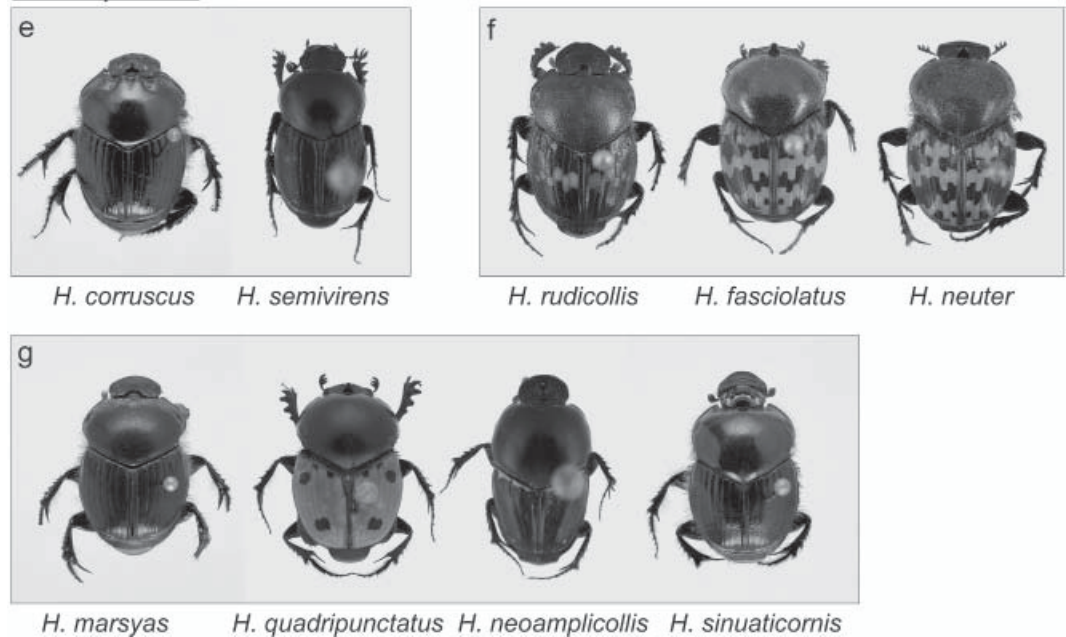 e
f
H. corruscus H. semivirens H. rudicollis H. fasciolatus H. neuter
g
H. marsyas H. quadripunctatus H. neoamplicollis H. sinuaticornis